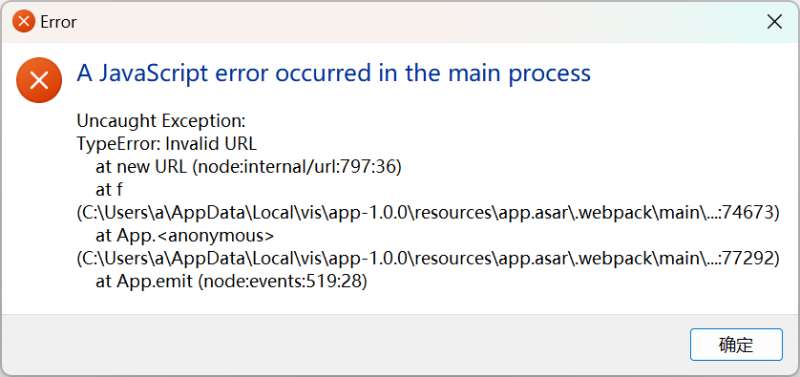 Error
A JavaScript error occurred in the main process
Uncaught Exception:
TypeError: Invalid URL
at new URL (node:internal/url:797:36)
at f
(C:\Users\a\AppData\Local\vis\app-1.0.0\resources\app.asar\.webpack\main\...:74673)
at App.<anonymous>
(C:\Users\a\AppData\Local\vis\app-1.0.0\resources\app.asar\.webpack\main\...:77292)
at App.emit (node:events:519:28)
确定